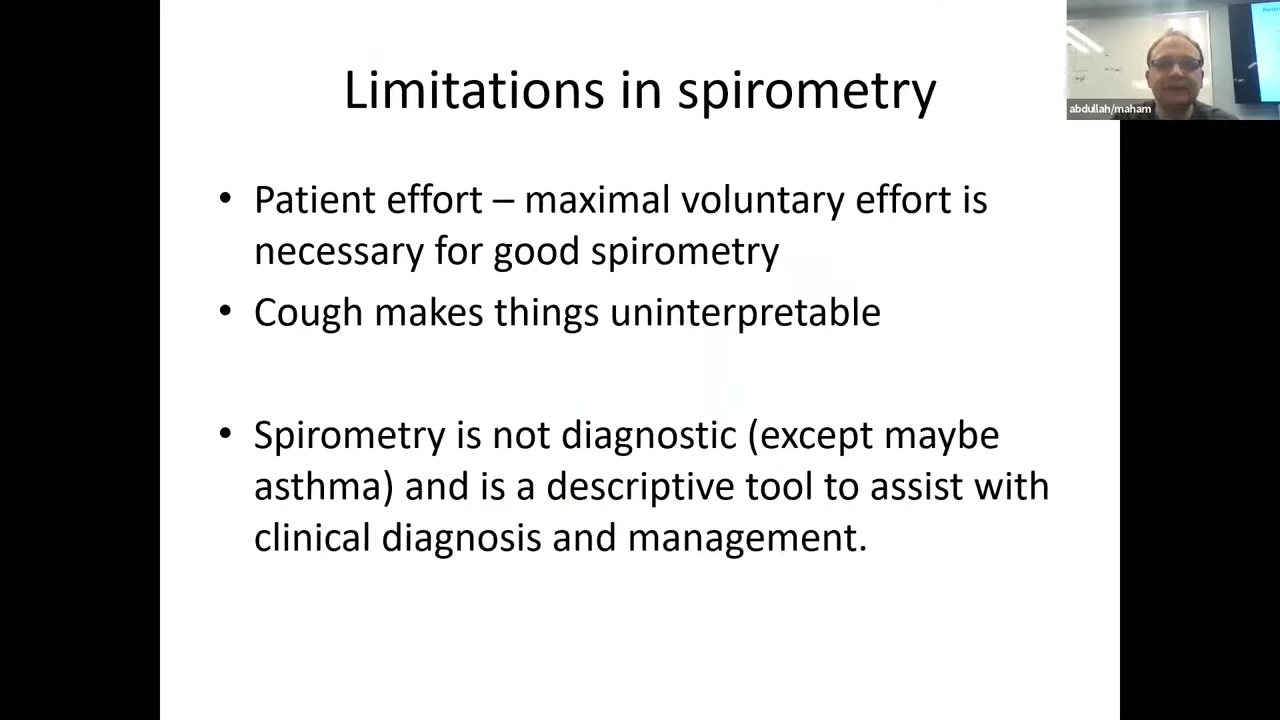 Limitations in spirometry
abdullah/maham
• Patient effort – maximal voluntary effort is
necessary for good spirometry
• Cough makes things uninterpretable
• Spirometry is not diagnostic (except maybe
asthma) and is a descriptive tool to assist with
clinical diagnosis and management.